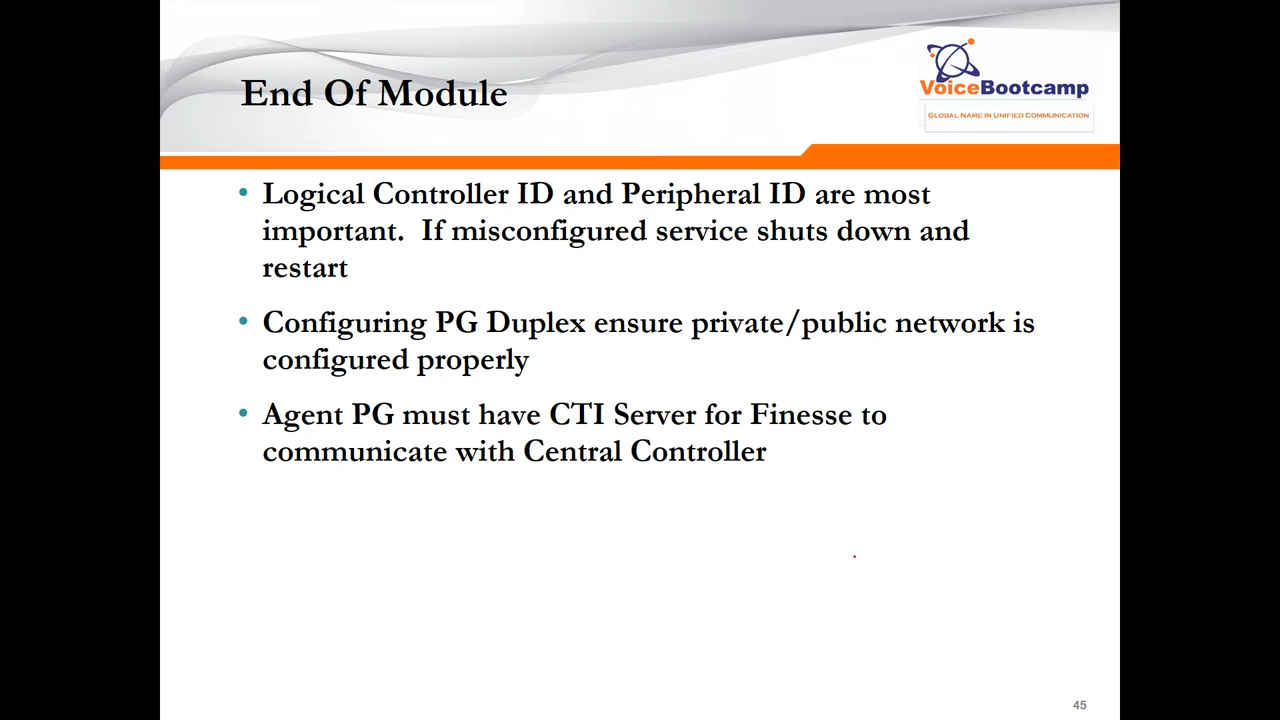 End Of Module
VoiceBootcamp
GLOBAL NAME IN UNIFIED COMMUNICATION
• Logical Controller ID and Peripheral ID are most
important.  If misconfigured service shuts down and
restart
• Configuring PG Duplex ensure private/public network is
configured properly
• Agent PG must have CTI Server for Finesse to
communicate with Central Controller
45